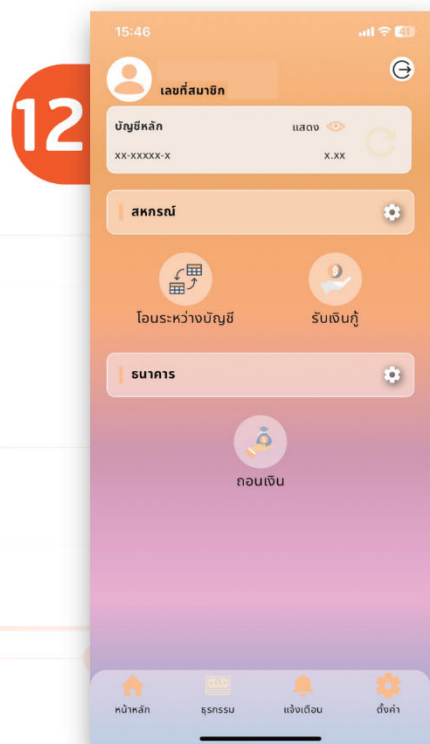 12
15:46
41
เลขที่สมาชิก
บัญชีหลัก แสดง
xx-xxxxx-x x.xx
สหกรณ์
โอนระหว่างบัญชี รับเงินกู้
ธนาคาร
ถอนเงิน
หน้าหลัก ธุรกรรม แจ้งเตือน ตั้งค่า